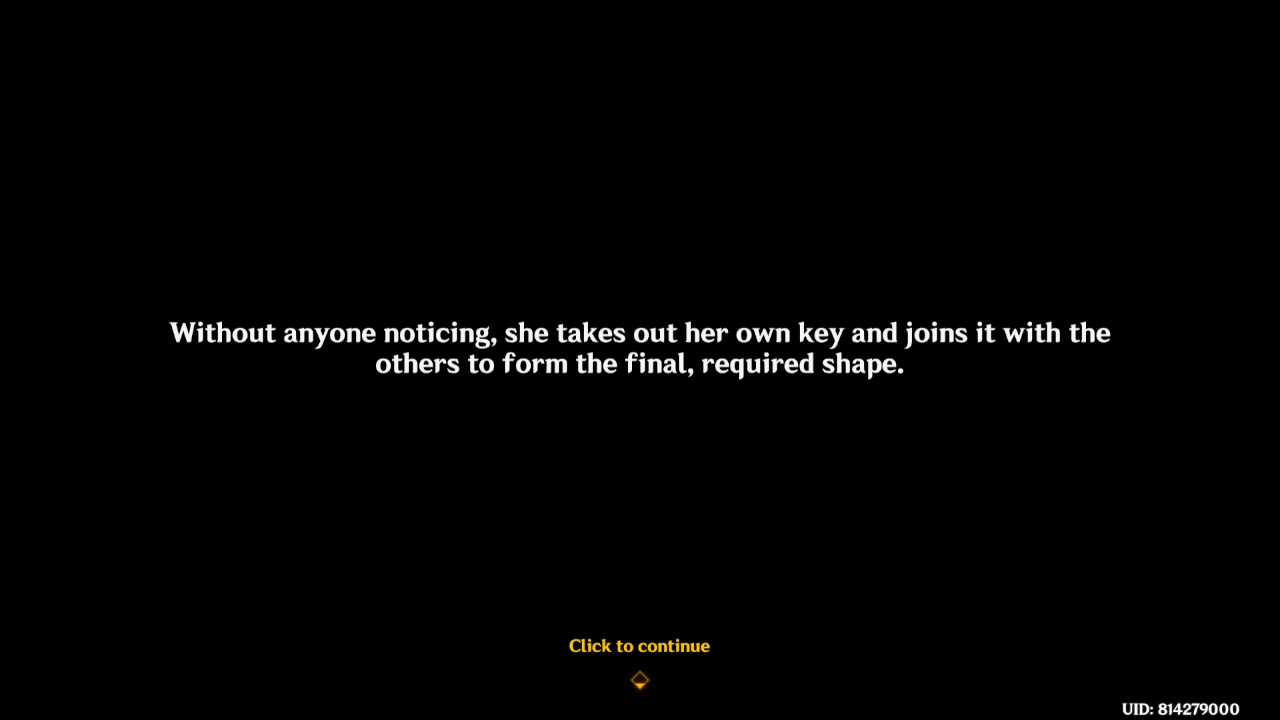 Without anyone noticing, she takes out her own key and joins it with the
others to form the final, required shape.
Click to continue
UID: 814279000